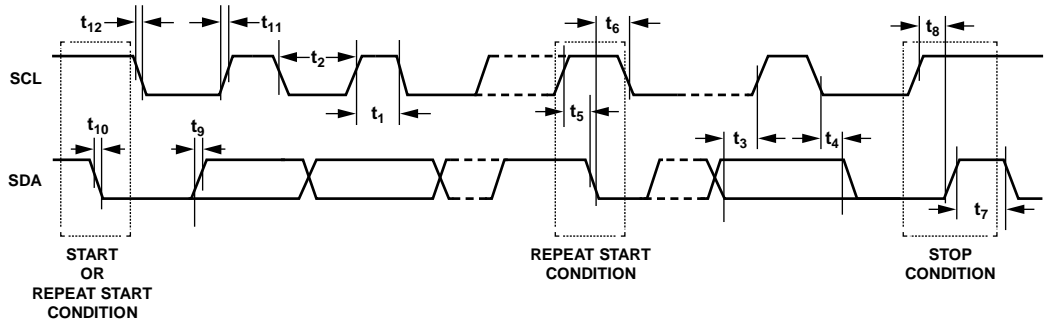 t12
t11
t6
t8
SCL
t2
t1
t5
t10
t9
t3
t4
SDA
t7
START
OR
REPEAT START
CONDITION
REPEAT START
CONDITION
STOP
CONDITION